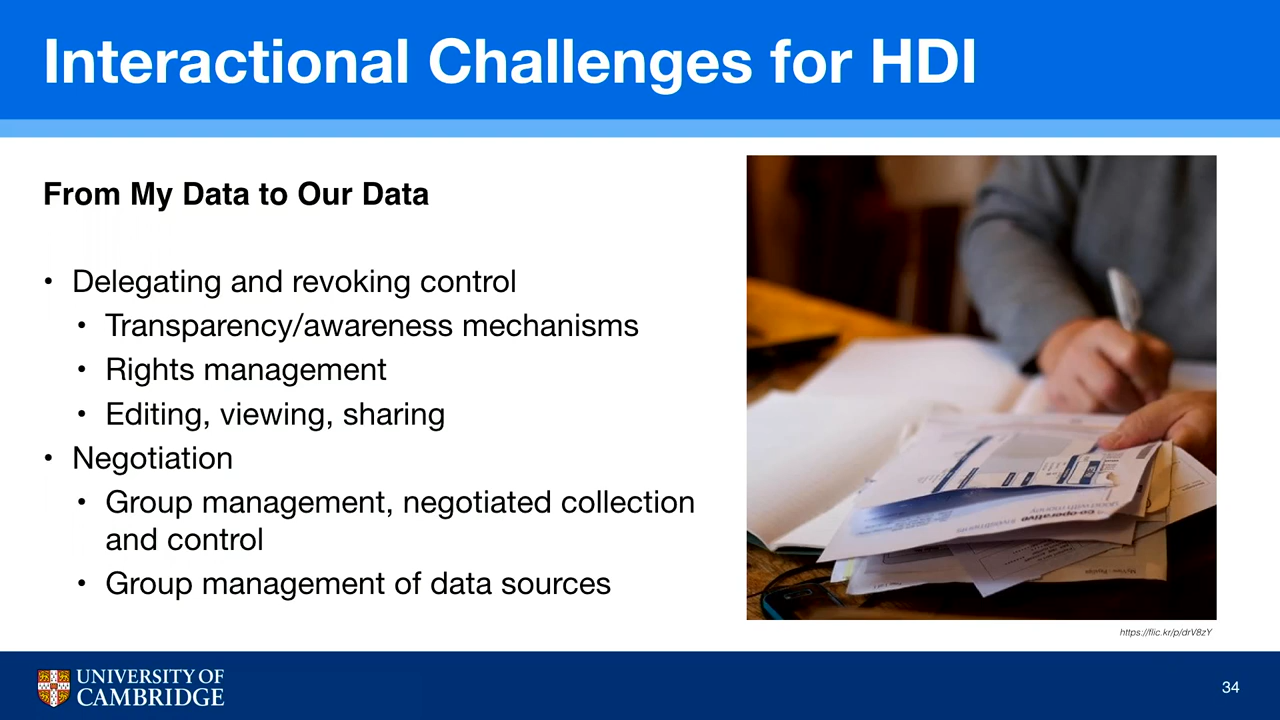 Interactional Challenges for HDI
From My Data to Our Data
• Delegating and revoking control
• Transparency/awareness mechanisms
• Rights management
• Editing, viewing, sharing
• Negotiation
• Group management, negotiated collection
and control
• Group management of data sources
co-operative
https://flic.kr/p/drV8zY
UNIVERSITY OF
CAMBRIDGE
34